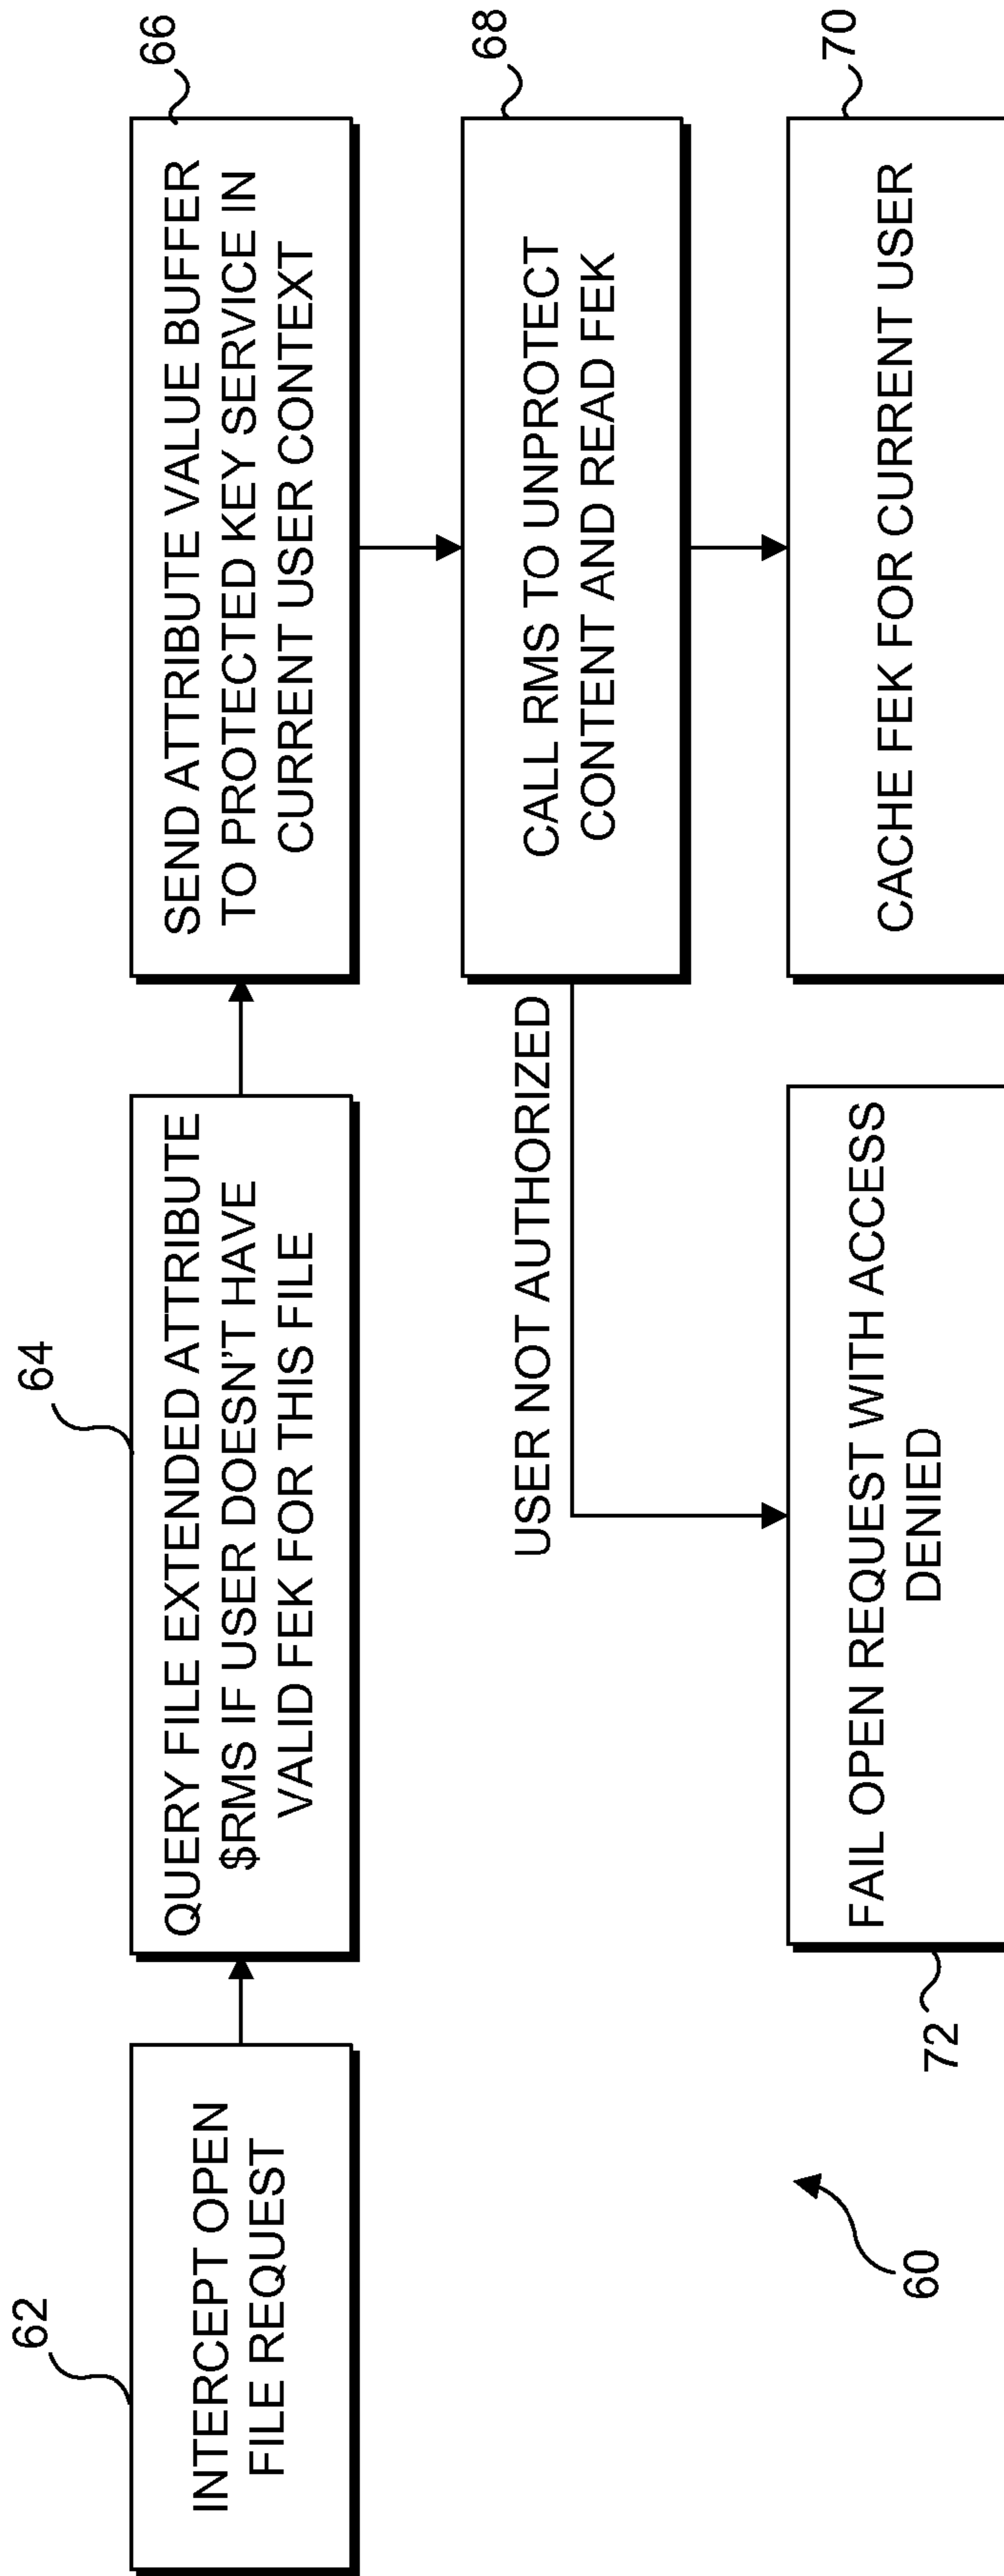 62
INTERCEPT OPEN
FILE REQUEST
64
QUERY FILE EXTENDED ATTRIBUTE
$RMS IF USER DOESN'T HAVE
VALID FEK FOR THIS FILE
66
SEND ATTRIBUTE VALUE BUFFER
TO PROTECTED KEY SERVICE IN
CURRENT USER CONTEXT
68
CALL RMS TO UNPROTECT
CONTENT AND READ FEK
USER NOT AUTHORIZED
70
CACHE FEK FOR CURRENT USER
72
FAIL OPEN REQUEST WITH ACCESS
DENIED
60